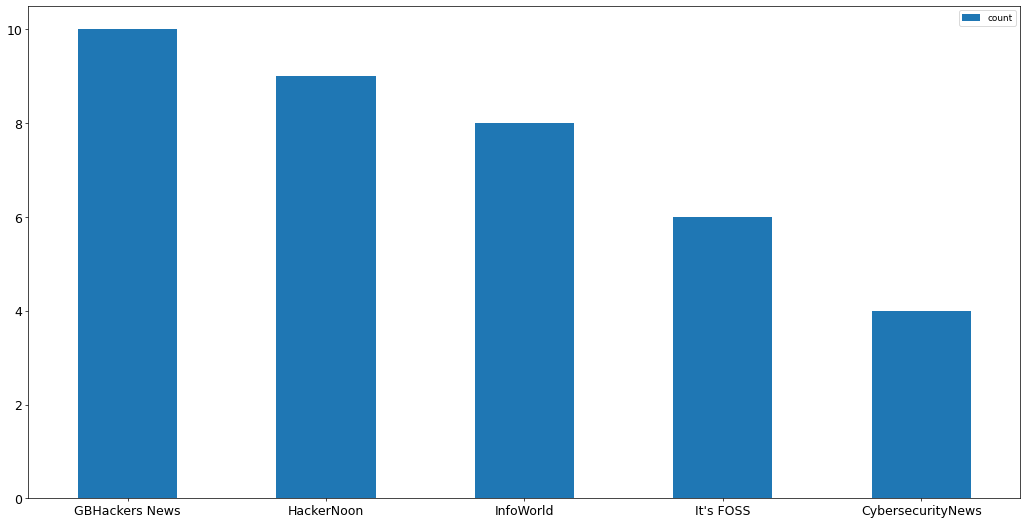 count
10
8
6
4
2
0
GBHackers News
HackerNoon
InfoWorld
It's FOSS
CybersecurityNews